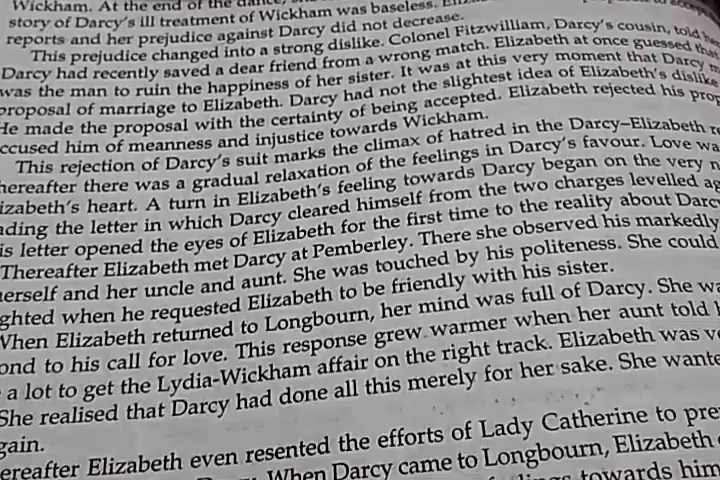 Wickham. At the end of the dance,
story of Darcy's ill treatment of Wickham was baseless.
reports and her prejudice against Darcy did not decrease.
This prejudice changed into a strong dislike. Colonel Fitzwilliam, Darcy's cousin, told
Darcy had recently saved a dear friend from a wrong match. Elizabeth at once guessed that
was the man to ruin the happiness of her sister. It was at this very moment that Darcy m
proposal of marriage to Elizabeth. Darcy had not the slightest idea of Elizabeth's dislike
He made the proposal with the certainty of being accepted. Elizabeth rejected his prop
ccused him of meanness and injustice towards Wickham.
This rejection of Darcy's suit marks the climax of hatred in the Darcy–Elizabeth r
hereafter there was a gradual relaxation of the feelings in Darcy's favour. Love wa
izabeth's heart. A turn in Elizabeth's feeling towards Darcy began on the very n
ading the letter in which Darcy cleared himself from the two charges levelled ag
is letter opened the eyes of Elizabeth for the first time to the reality about Darc
Thereafter Elizabeth met Darcy at Pemberley. There she observed his markedly
erself and her uncle and aunt. She was touched by his politeness. She could
ghted when he requested Elizabeth to be friendly with his sister.
When Elizabeth returned to Longbourn, her mind was full of Darcy. She wa
ond to his call for love. This response grew warmer when her aunt told h
a lot to get the Lydia-Wickham affair on the right track. Elizabeth was ve
She realised that Darcy had done all this merely for her sake. She wante
gain.
ereafter Elizabeth even resented the efforts of Lady Catherine to pre
When Darcy came to Longbourn, Elizabeth
towards him